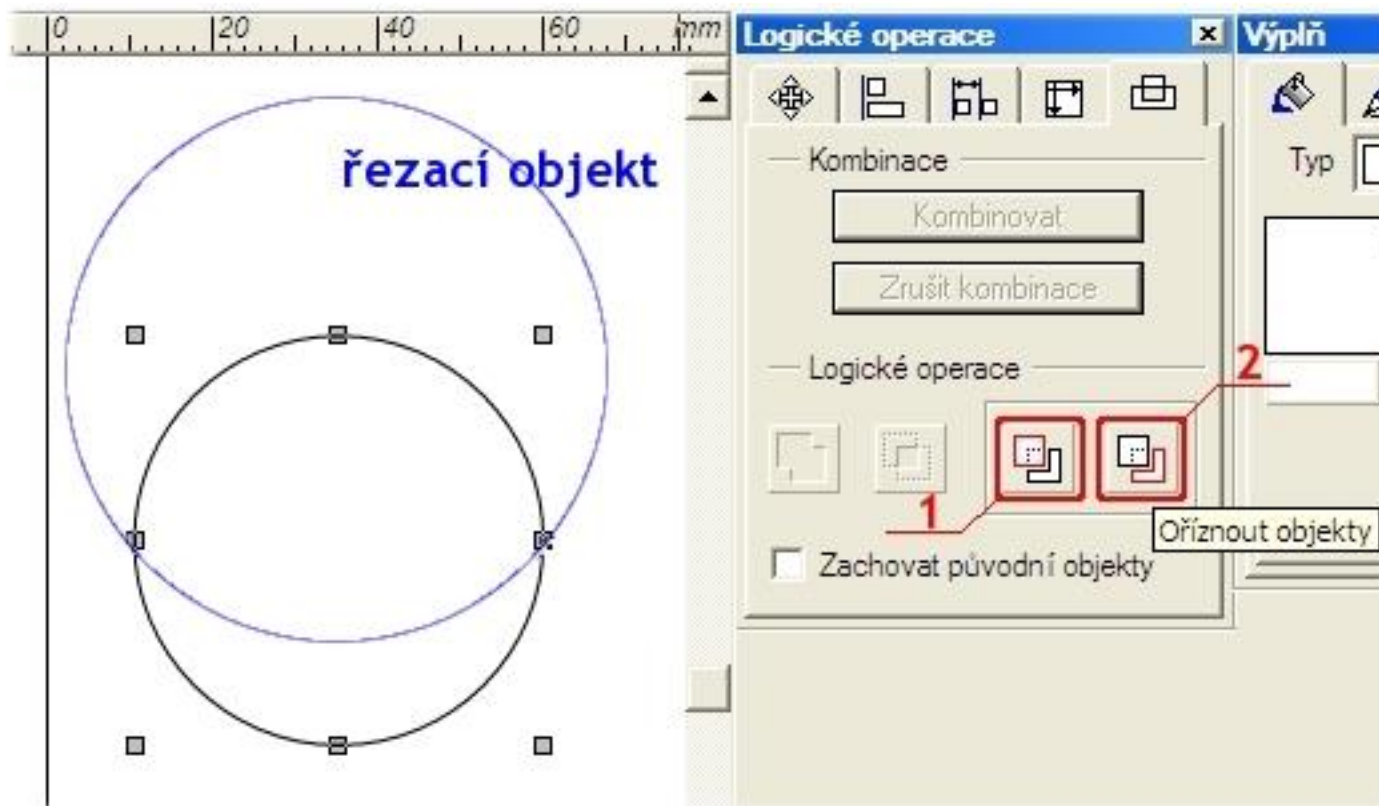 0 20 40 60 mm
Logické operace
Výplň
řezací objekt
Kombinace
Typ
Kombinovat
Zrušit kombinace
Logické operace
2
1
Oříznout objekty
Zachovat původní objekty